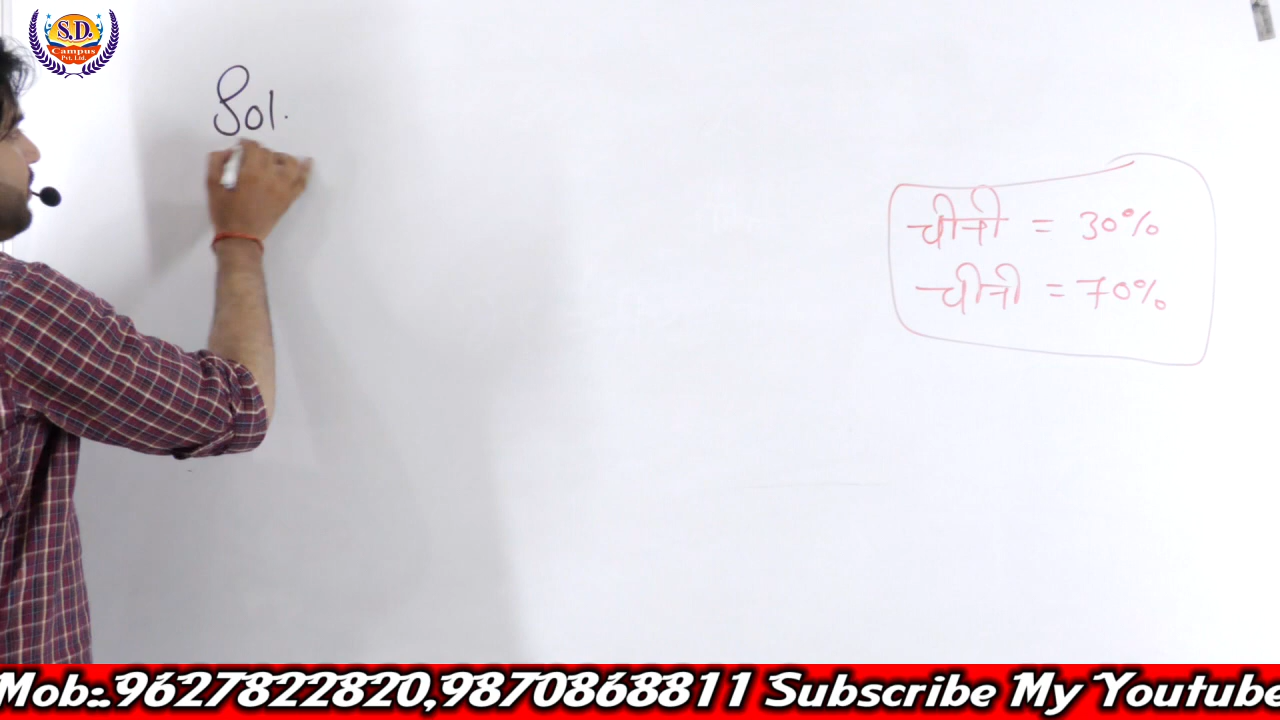 S.D.
Campus
Pvt. Ltd.
Sol.
चीनी = 30%
चीनी = 70%
Mob:.9627822820,9870868811 Subscribe My Youtube